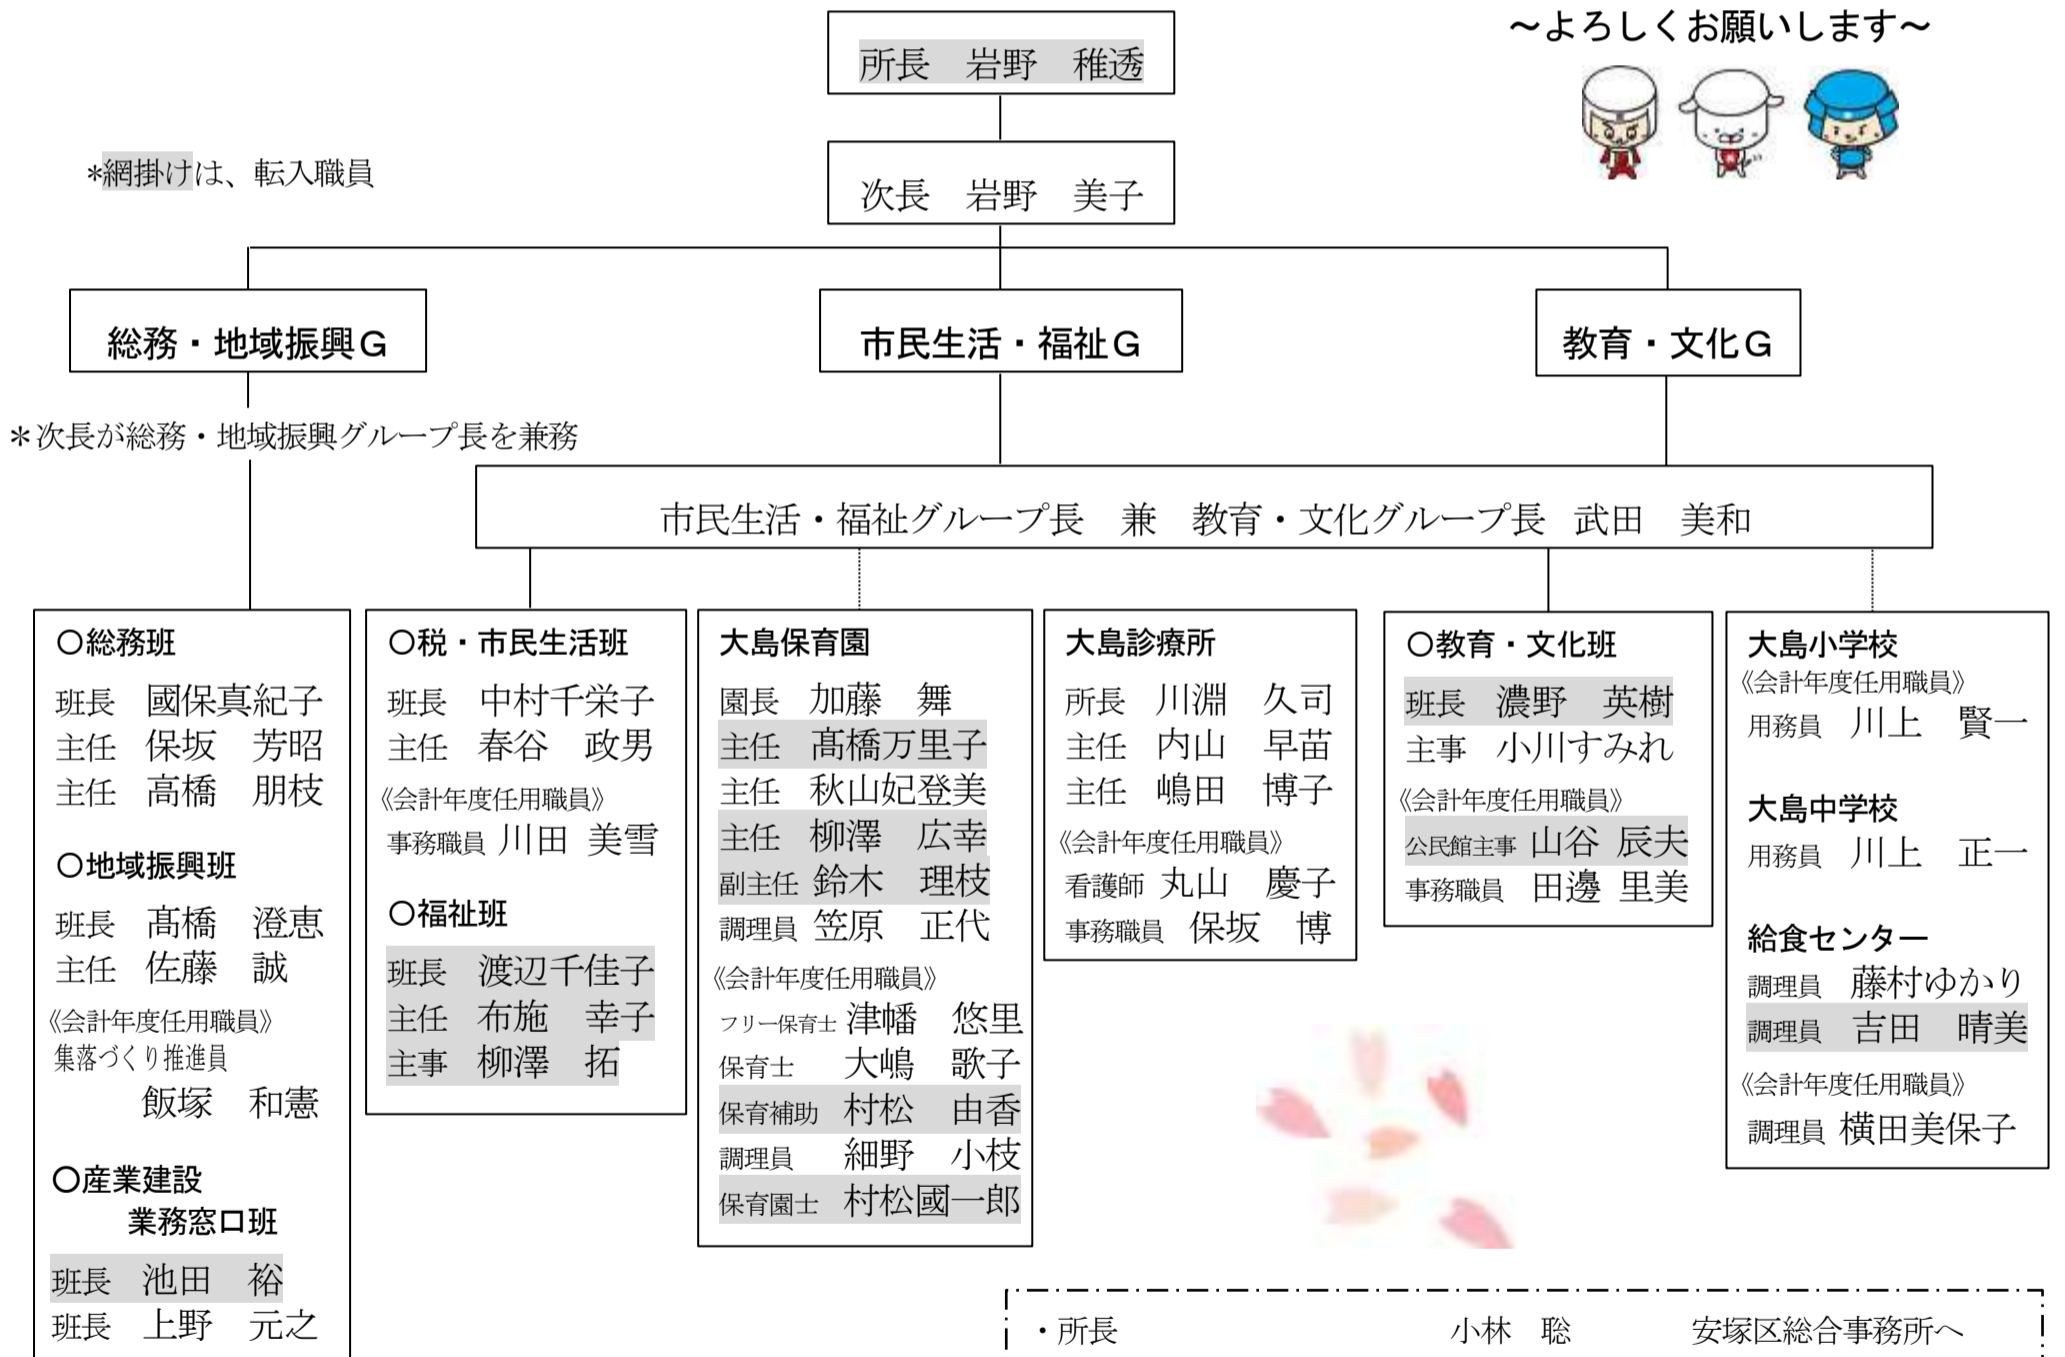 ～よろしくお願いします～
所長　岩野　稚透
*網掛けは、転入職員
次長　岩野　美子
総務・地域振興Ｇ
市民生活・福祉Ｇ
教育・文化Ｇ
＊次長が総務・地域振興グループ長を兼務
市民生活・福祉グループ長　兼　教育・文化グループ長 武田　美和
〇総務班
班長　國保真紀子
主任　保坂　芳昭
主任　高橋　朋枝
〇地域振興班
班長　髙橋　澄恵
主任　佐藤　誠
《会計年度任用職員》
集落づくり推進員
飯塚　和憲
〇産業建設
業務窓口班
班長　池田　裕
班長　上野　元之
〇税・市民生活班
班長　中村千栄子
主任　春谷　政男
《会計年度任用職員》
事務職員 川田 美雪
〇福祉班
班長　渡辺千佳子
主任　布施　幸子
主事　柳澤　拓
大島保育園
園長　加藤　舞
主任　髙橋万里子
主任　秋山妃登美
主任　柳澤　広幸
副主任 鈴木　理枝
調理員 笠原　正代
《会計年度任用職員》
フリー保育士 津幡　悠里
保育士　大嶋　歌子
保育補助　村松　由香
調理員　細野　小枝
保育園士　村松國一郎
大島診療所
所長　川淵　久司
主任　内山　早苗
主任　嶋田　博子
《会計年度任用職員》
看護師 丸山　慶子
事務職員　保坂　博
〇教育・文化班
班長　濃野　英樹
主事　小川すみれ
《会計年度任用職員》
公民館主事 山谷 辰夫
事務職員　田邊 里美
大島小学校
《会計年度任用職員》
用務員　川上　賢一
大島中学校
用務員　川上　正一
給食センター
調理員　藤村ゆかり
調理員　吉田　晴美
《会計年度任用職員》
調理員 横田美保子
・所長　小林　聡　安塚区総合事務所へ